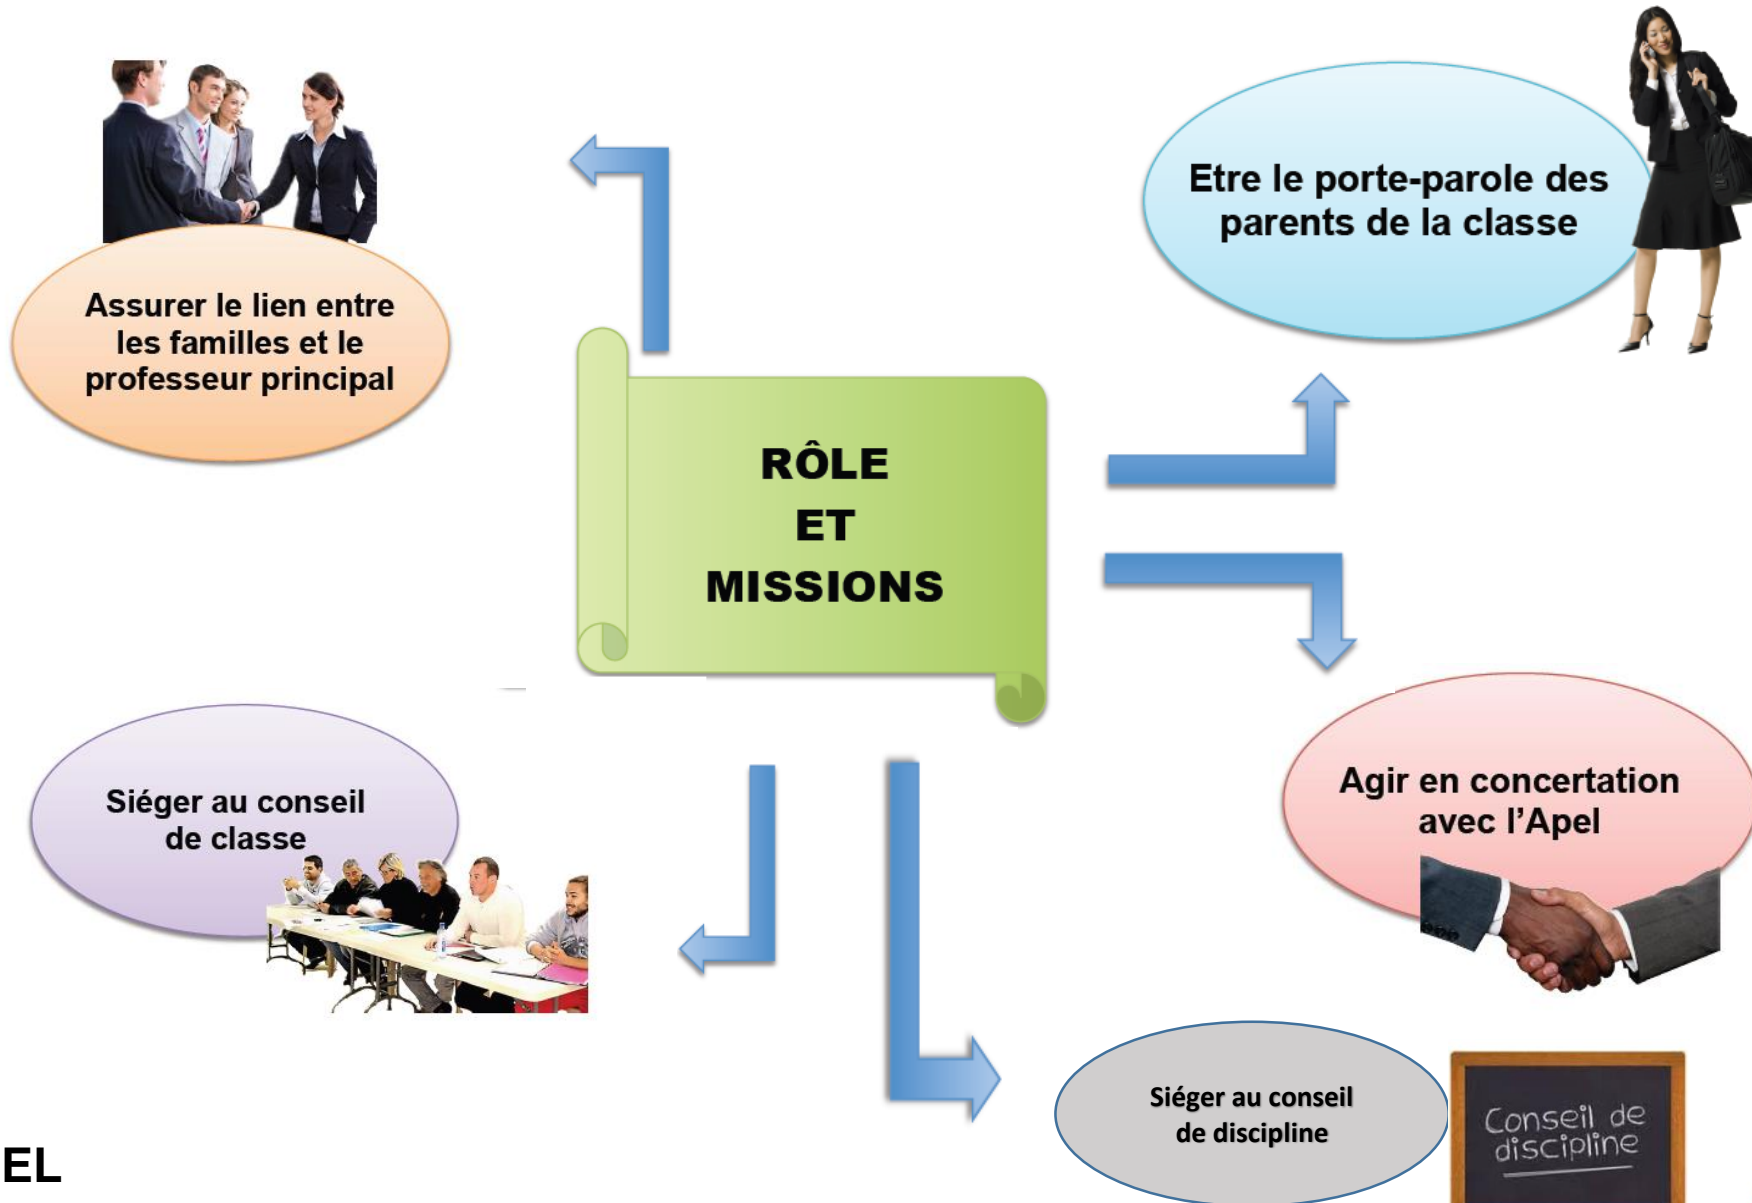 Etre le porte-parole des
parents de la classe
Assurer le lien entre
les familles et le
professeur principal
RÔLE
ET
MISSIONS
Siéger au conseil
de classe
Agir en concertation
avec l'Apel
Siéger au conseil
de discipline
Conseil de
discipline
EL